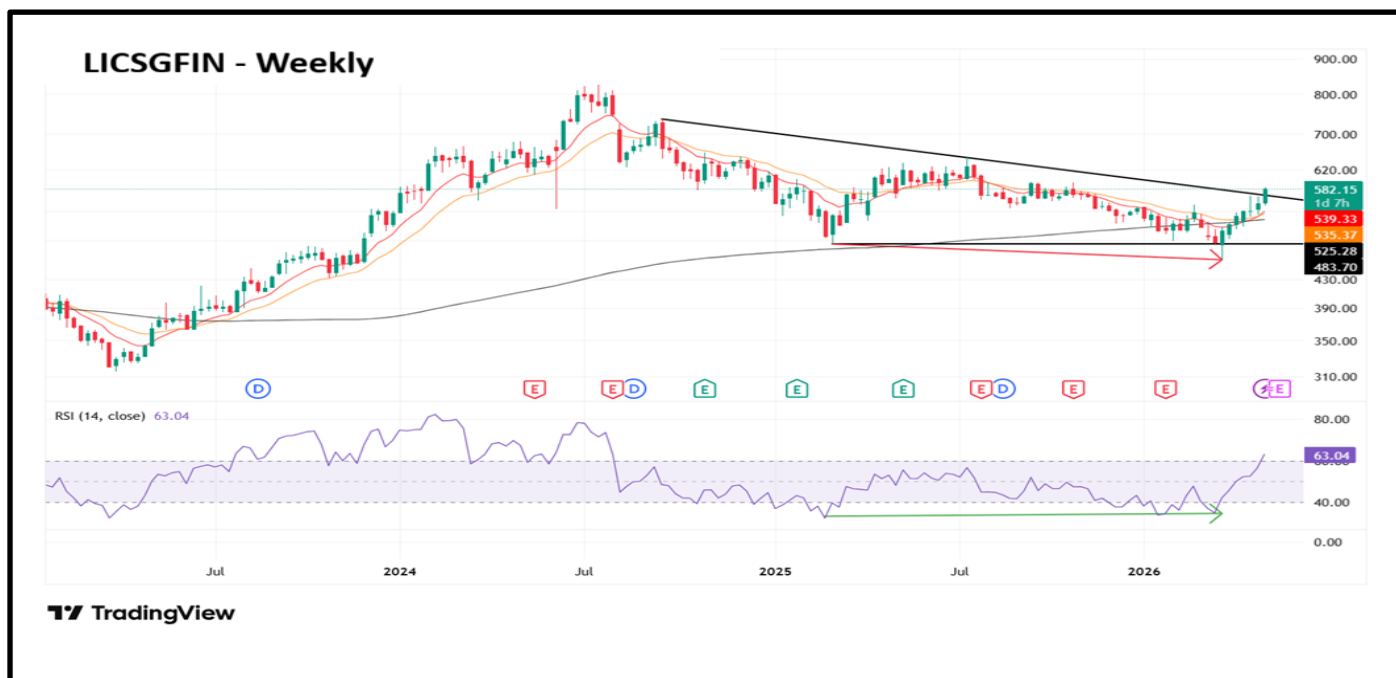 LICSGFIN - Weekly
900.00
800.00
700.00
620.00
582.15
1d 7h
539.33
535.37
525.28
483.70
430.00
390.00
350.00
310.00
D E E D E E E E D E E E
RSI (14, close) 63.04
80.00
63.04
40.00
0.00
Jul 2024 Jul 2025 Jul 2026
TradingView